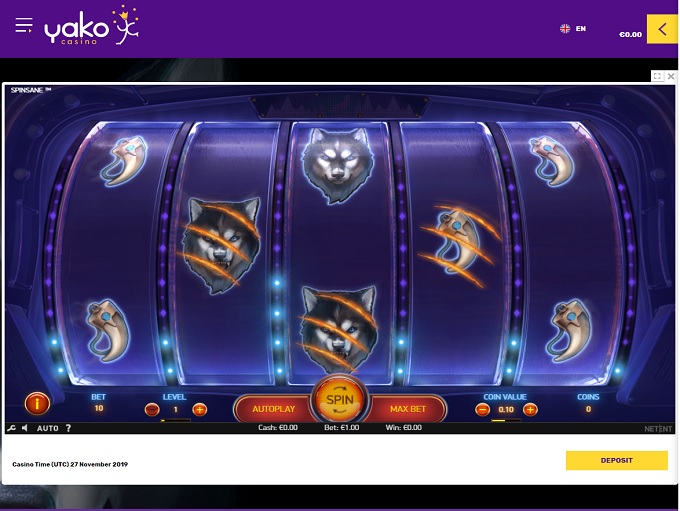 yako
casino
EN
€0.00
SPINSANE ™
BET
10
LEVEL
1
AUTOPLAY
SPIN
MAX BET
COIN VALUE
0.10
COINS
0
AUTO ?
Cash: €0.00
Bet: €1.00
Win: €0.00
NETENT
Casino Time (UTC) 27 November 2019
DEPOSIT